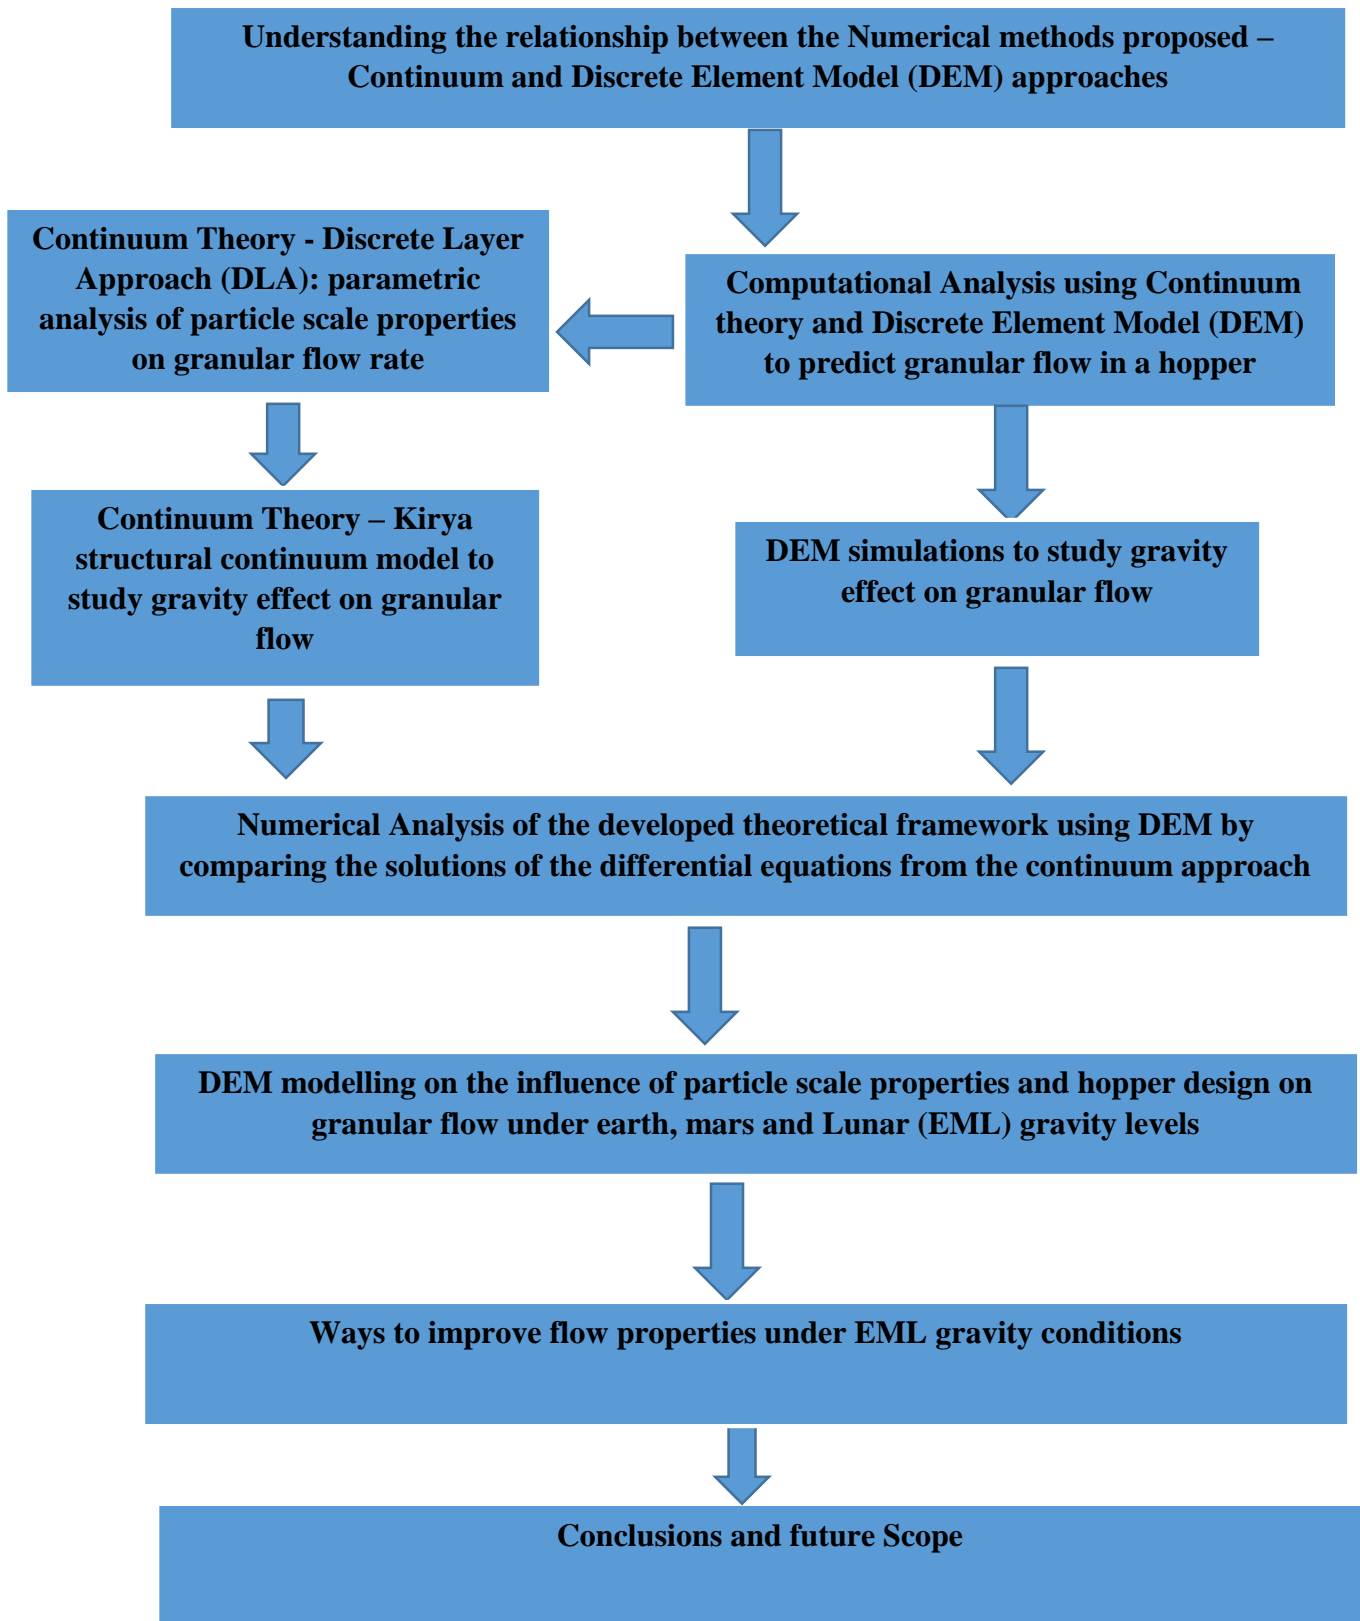 Understanding the relationship between the Numerical methods proposed –
Continuum and Discrete Element Model (DEM) approaches
Continuum Theory - Discrete Layer
Approach (DLA): parametric
analysis of particle scale properties
on granular flow rate
Computational Analysis using Continuum
theory and Discrete Element Model (DEM)
to predict granular flow in a hopper
Continuum Theory – Kirya
structural continuum model to
study gravity effect on granular
flow
DEM simulations to study gravity
effect on granular flow
Numerical Analysis of the developed theoretical framework using DEM by
comparing the solutions of the differential equations from the continuum approach
DEM modelling on the influence of particle scale properties and hopper design on
granular flow under earth, mars and Lunar (EML) gravity levels
Ways to improve flow properties under EML gravity conditions
Conclusions and future Scope